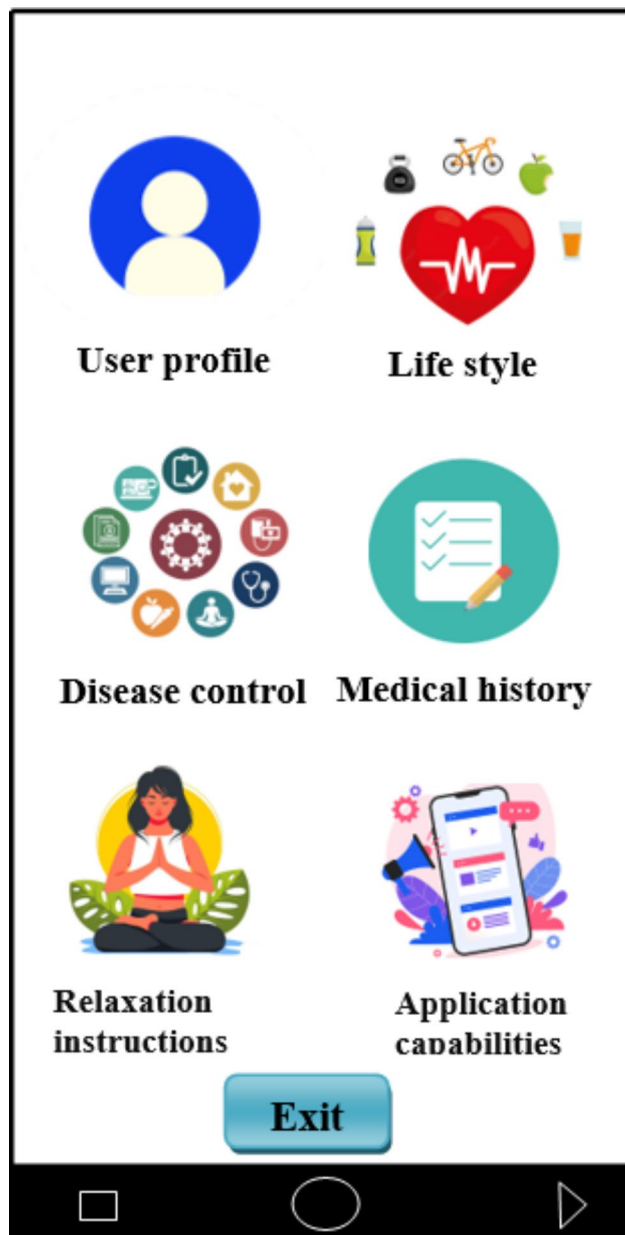 User profile
Life style
Disease control
Medical history
Relaxation
instructions
Application
capabilities
Exit